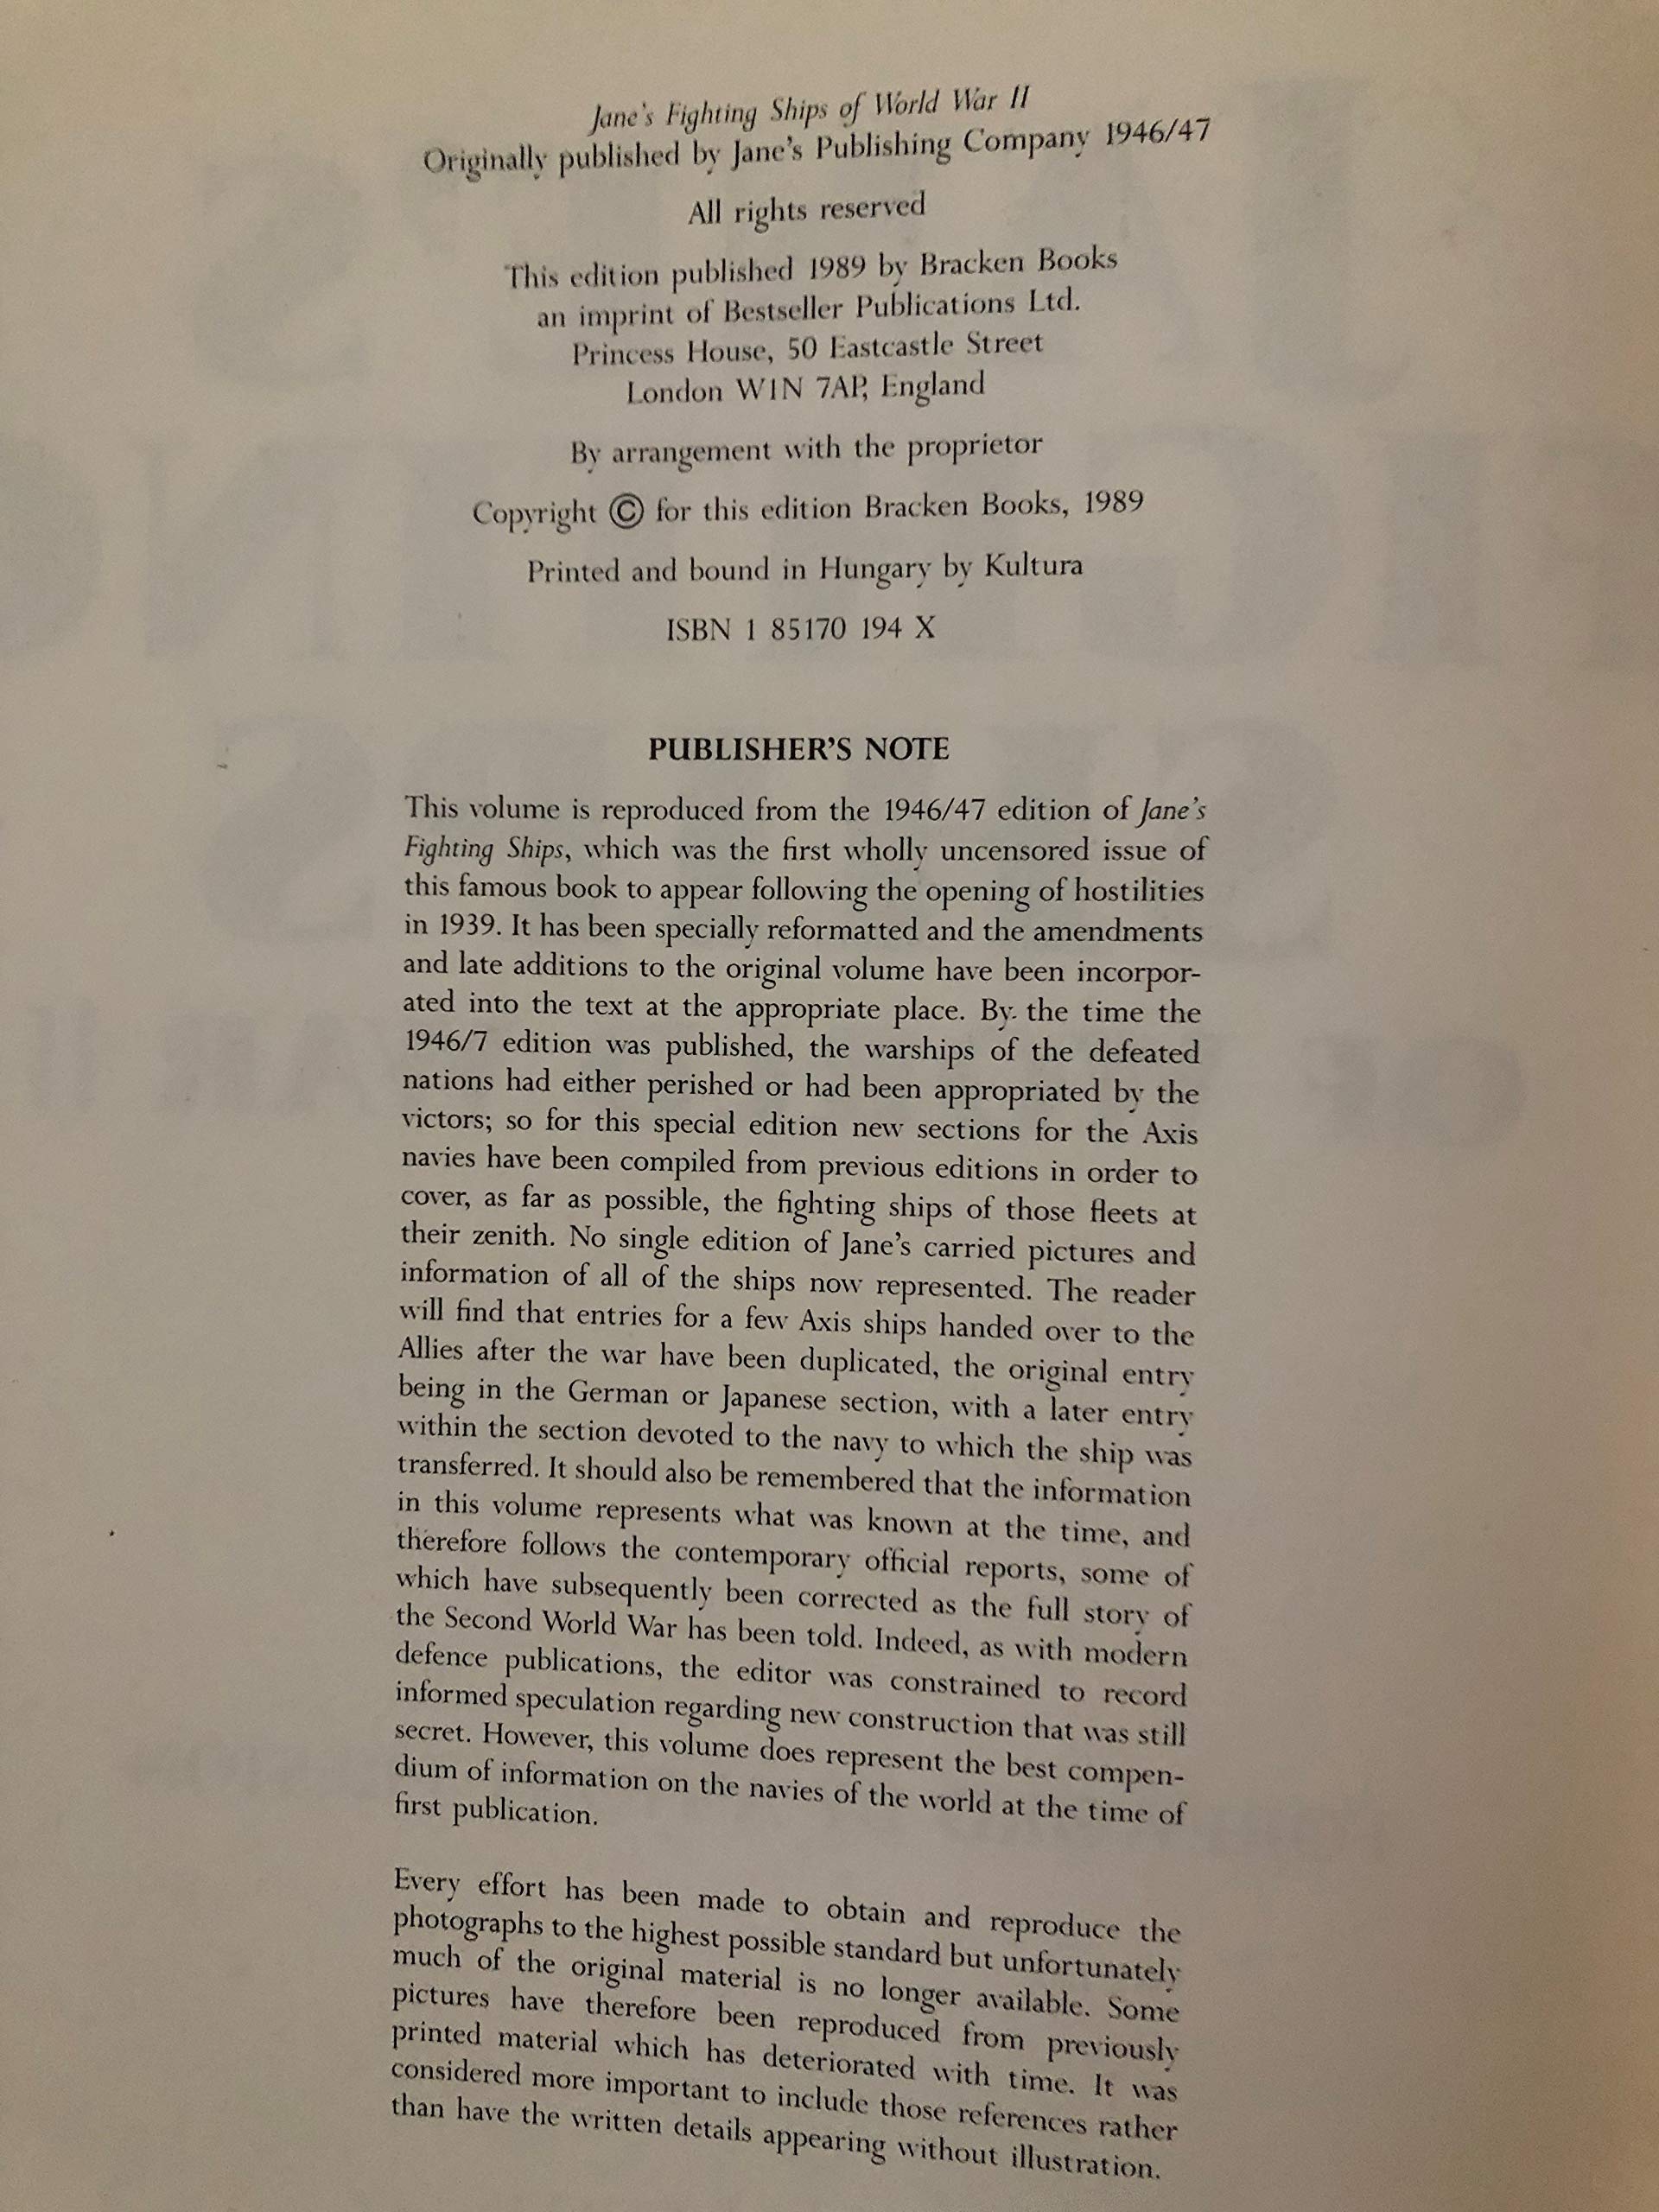 Jane's Fighting Ships of World War II
Originally published by Jane's Publishing Company 1946/47
All rights reserved
This edition published 1989 by Bracken Books
an imprint of Bestseller Publications Ltd.
Princess House, 50 Eastcastle Street
London W1N 7AP, England
By arrangement with the proprietor
Copyright © for this edition Bracken Books, 1989
Printed and bound in Hungary by Kultura
ISBN 1 85170 194 X
PUBLISHER'S NOTE
This volume is reproduced from the 1946/47 edition of Jane's
Fighting Ships, which was the first wholly uncensored issue of
this famous book to appear following the opening of hostilities
in 1939. It has been specially reformatted and the amendments
and late additions to the original volume have been incorpor-
ated into the text at the appropriate place. By the time the
1946/7 edition was published, the warships of the defeated
nations had either perished or had been appropriated by the
victors; so for this special edition new sections for the Axis
navies have been compiled from previous editions in order to
cover, as far as possible, the fighting ships of those fleets at
their zenith. No single edition of Jane's carried pictures and
information of all of the ships now represented. The reader
will find that entries for a few Axis ships handed over to the
Allies after the war have been duplicated, the original entry
being in the German or Japanese section, with a later entry
within the section devoted to the navy to which the ship was
transferred. It should also be remembered that the information
in this volume represents what was known at the time, and
therefore follows the contemporary official reports, some of
which have subsequently been corrected as the full story of
the Second World War has been told. Indeed, as with modern
defence publications, the editor was constrained to record
informed speculation regarding new construction that was still
secret. However, this volume does represent the best compen-
dium of information on the navies of the world at the time of
first publication.
Every effort has been made to obtain and reproduce the
photographs to the highest possible standard but unfortunately
much of the original material is no longer available. Some
pictures have therefore been reproduced from previously
printed material which has deteriorated with time. It was
considered more important to include those references rather
than have the written details appearing without illustration.